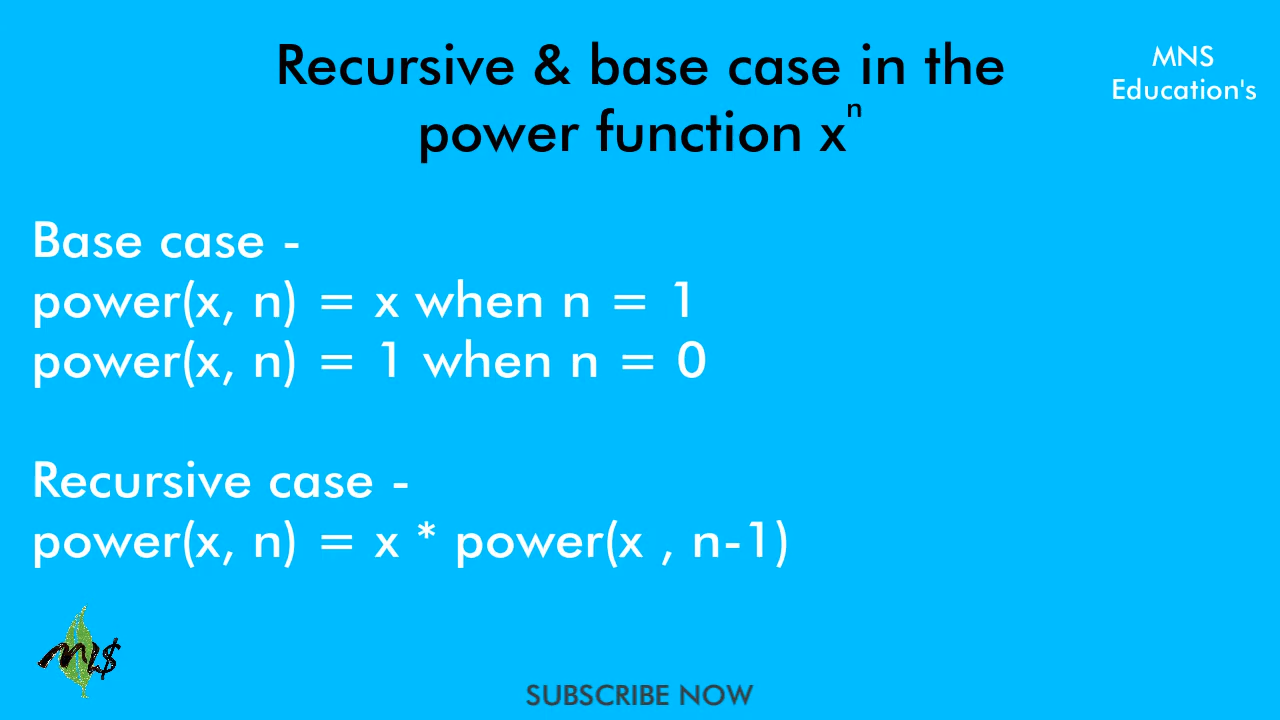 Recursive & base case in the
power function xⁿ
MNS
Education's
Base case -
power(x, n) = x when n = 1
power(x, n) = 1 when n = 0
Recursive case -
power(x, n) = x * power(x , n-1)
SUBSCRIBE NOW